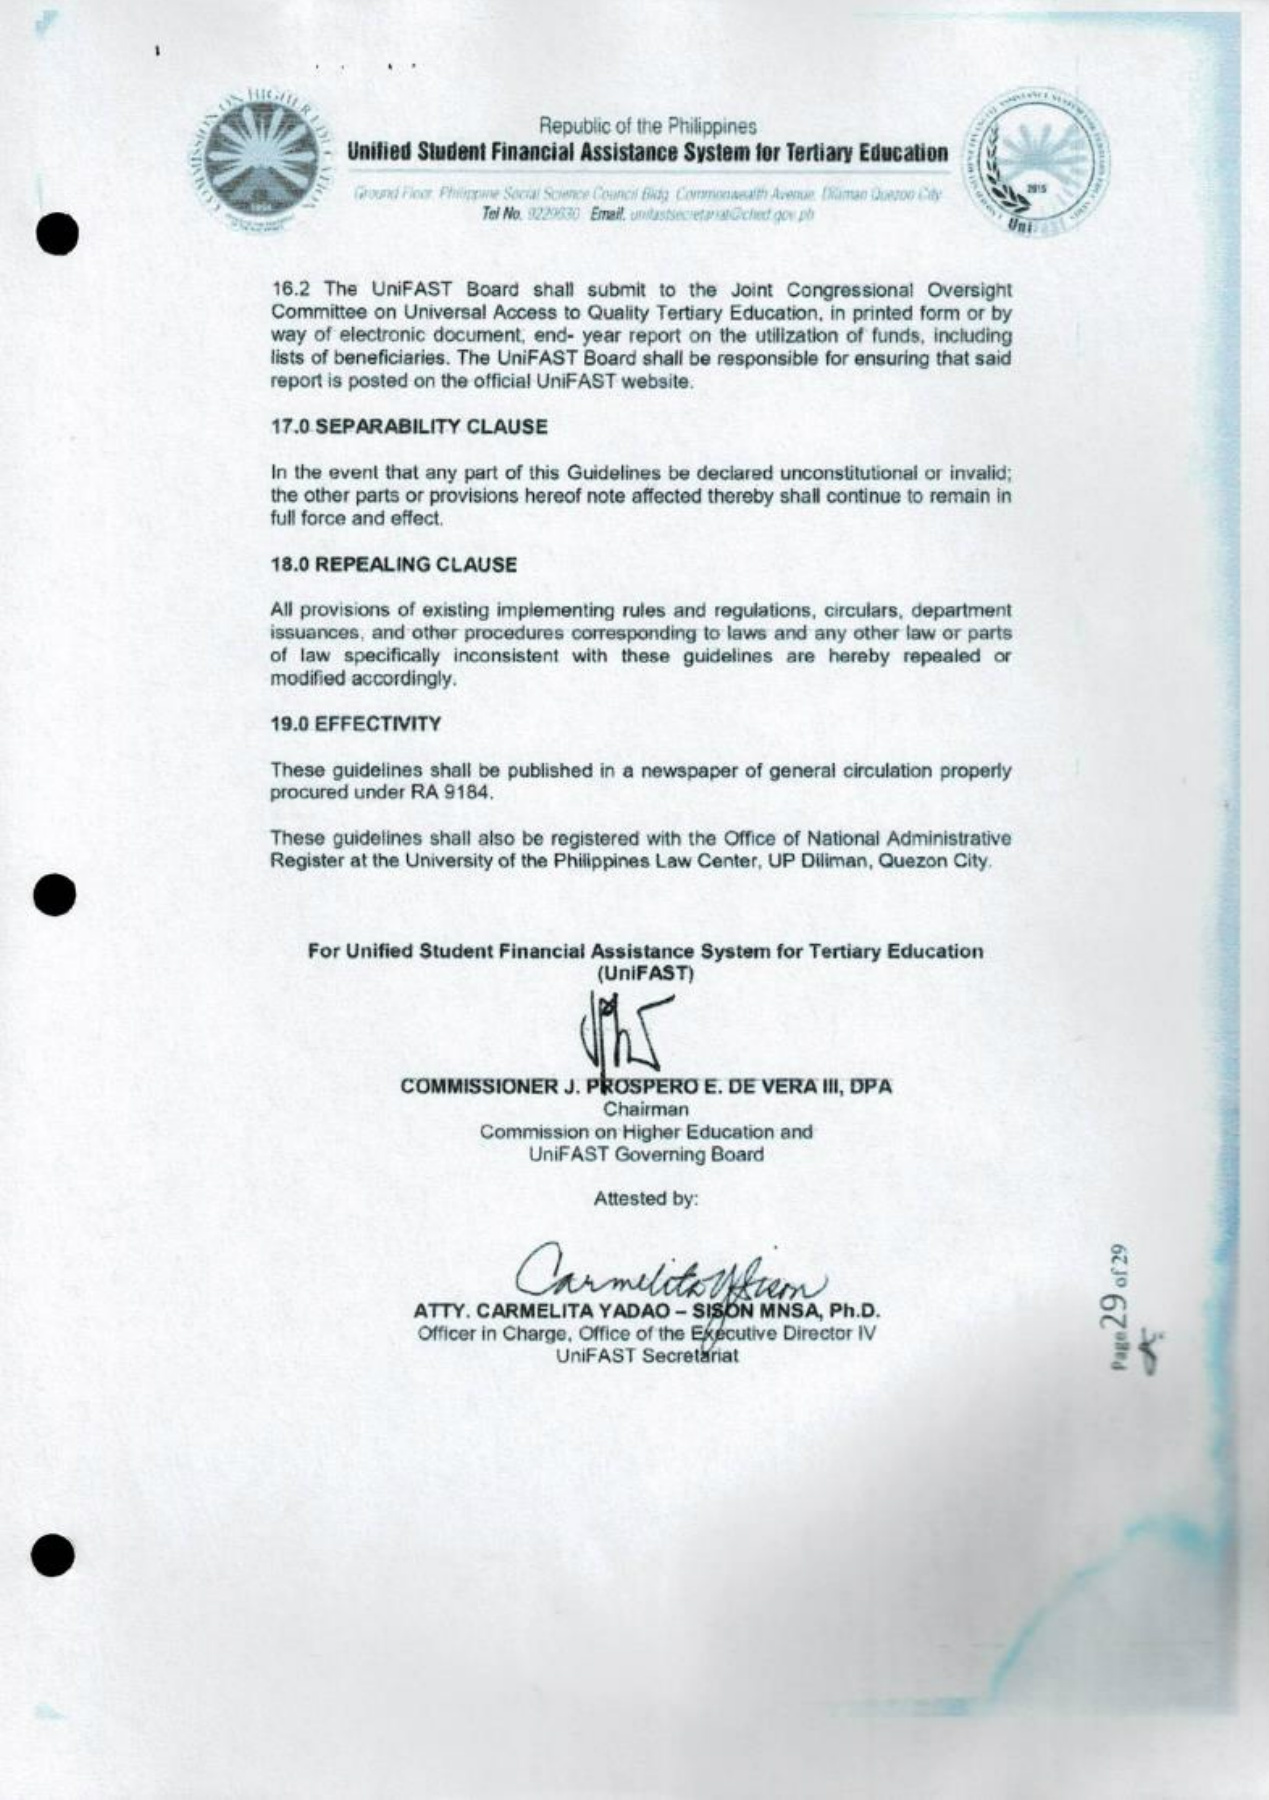 COMMISSION ON HIGHER EDUCATION
Republic of the Philippines
Unified Student Financial Assistance System for Tertiary Education
Ground Floor, Philippine Social Science Council Bldg. Commonwealth Avenue, Diliman Quezon City
Tel No. 9229630 Email. unifastsecretariat@ched.gov.ph
2015
UniFAST
16.2 The UniFAST Board shall submit to the Joint Congressional Oversight
Committee on Universal Access to Quality Tertiary Education, in printed form or by
way of electronic document, end- year report on the utilization of funds, including
lists of beneficiaries. The UniFAST Board shall be responsible for ensuring that said
report is posted on the official UniFAST website.
17.0 SEPARABILITY CLAUSE
In the event that any part of this Guidelines be declared unconstitutional or invalid;
the other parts or provisions hereof note affected thereby shall continue to remain in
full force and effect.
18.0 REPEALING CLAUSE
All provisions of existing implementing rules and regulations, circulars, department
issuances, and other procedures corresponding to laws and any other law or parts
of law specifically inconsistent with these guidelines are hereby repealed or
modified accordingly.
19.0 EFFECTIVITY
These guidelines shall be published in a newspaper of general circulation properly
procured under RA 9184.
These guidelines shall also be registered with the Office of National Administrative
Register at the University of the Philippines Law Center, UP Diliman, Quezon City.
For Unified Student Financial Assistance System for Tertiary Education
(UniFAST)
COMMISSIONER J. PROSPERO E. DE VERA III, DPA
Chairman
Commission on Higher Education and
UniFAST Governing Board
Attested by:
Carmelita YSison
ATTY. CARMELITA YADAO – SISON MNSA, Ph.D.
Officer in Charge, Office of the Executive Director IV
UniFAST Secretariat
Page 29 of 29